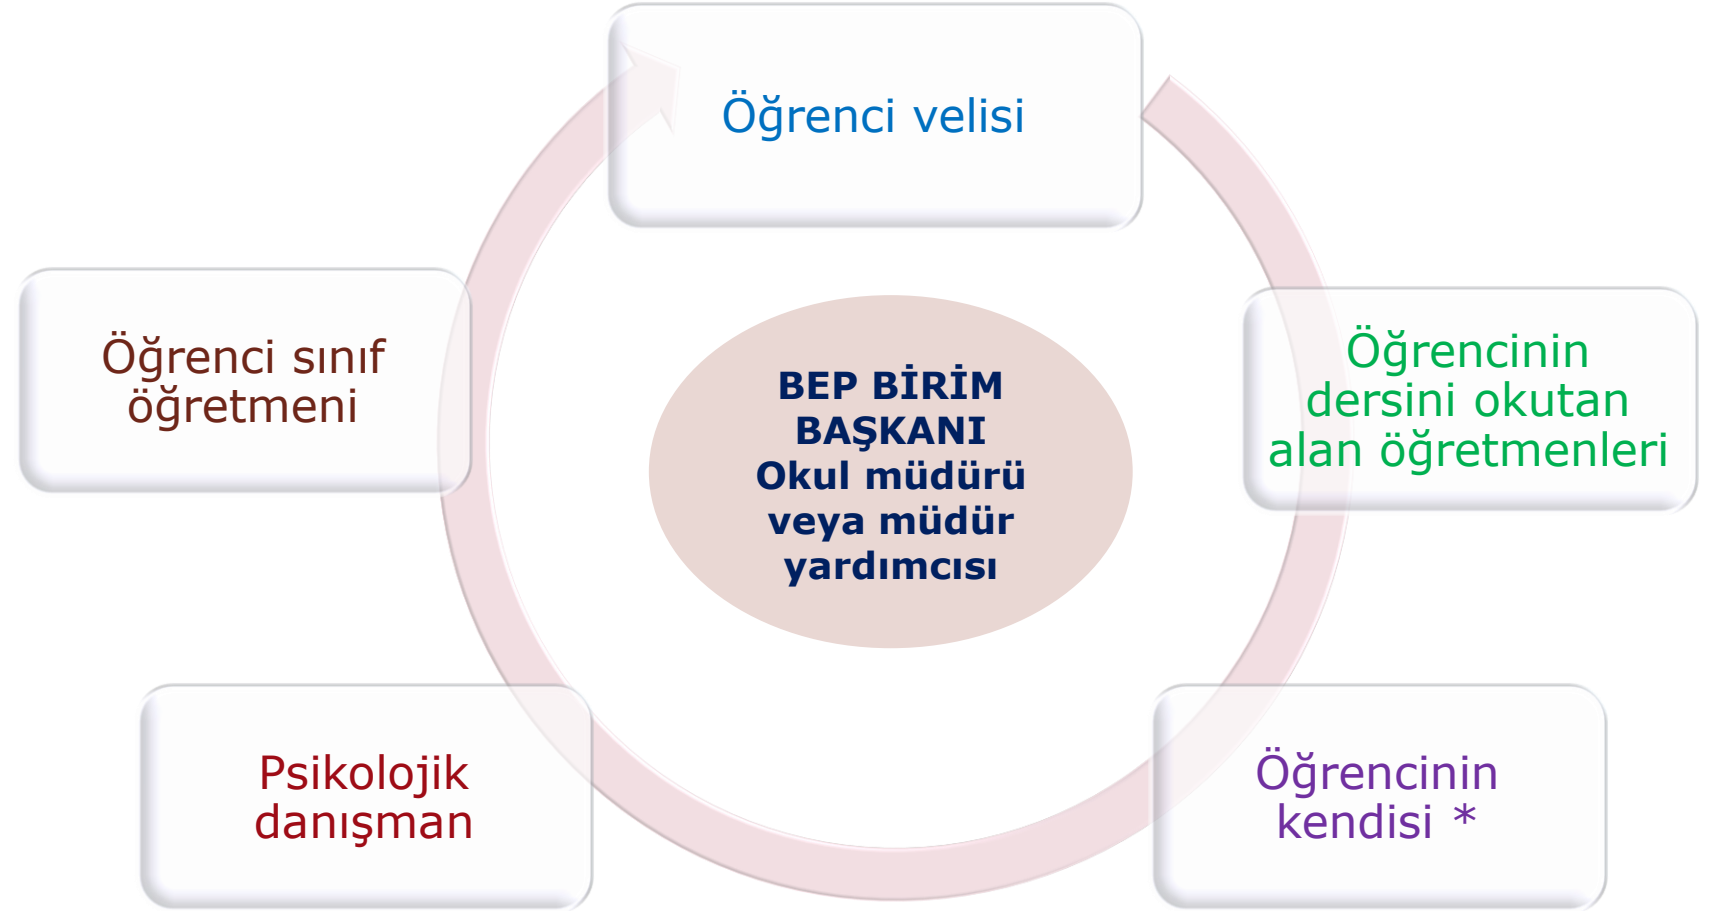 Öğrenci velisi
Öğrencinin
dersini okutan
alan öğretmenleri
Öğrencinin
kendisi *
Psikolojik
danışman
Öğrenci sınıf
öğretmeni
BEP BİRİM
BAŞKANI
Okul müdürü
veya müdür
yardımcısı